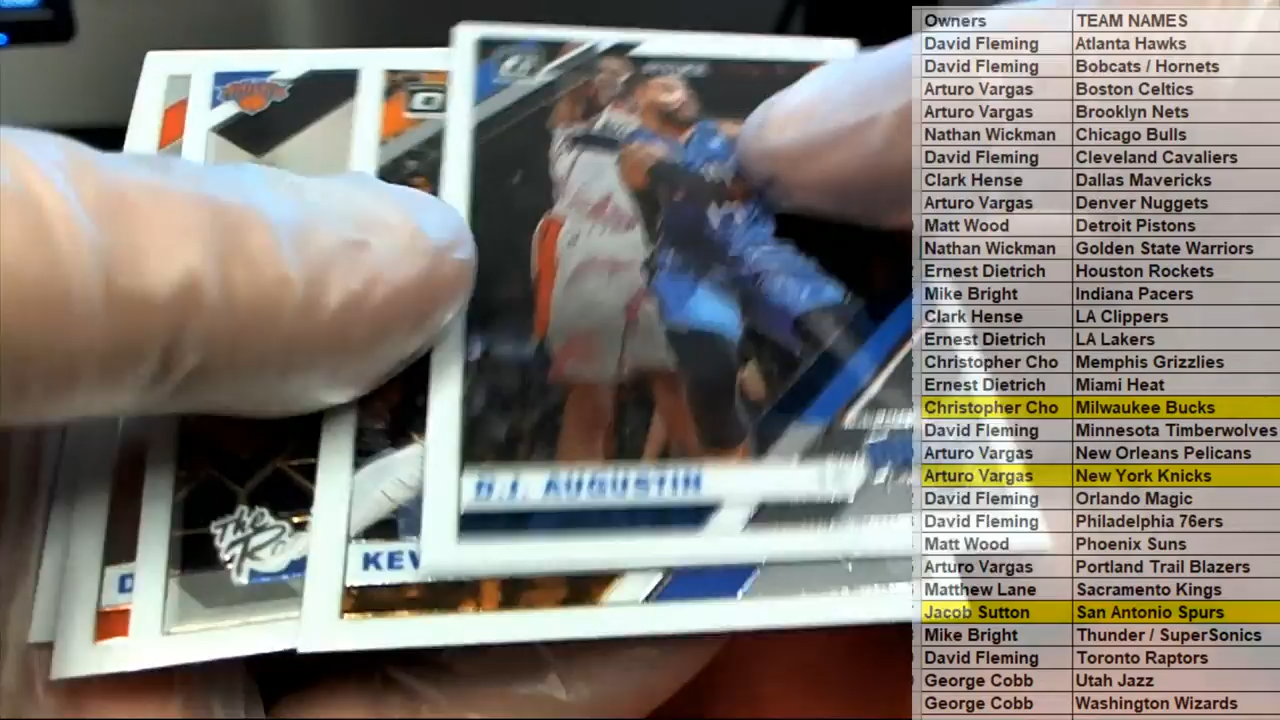 Owners TEAM NAMES
David Fleming Atlanta Hawks
David Fleming Bobcats / Hornets
Arturo Vargas Boston Celtics
Arturo Vargas Brooklyn Nets
Nathan Wickman Chicago Bulls
David Fleming Cleveland Cavaliers
Clark Hense Dallas Mavericks
Arturo Vargas Denver Nuggets
Matt Wood Detroit Pistons
Nathan Wickman Golden State Warriors
Ernest Dietrich Houston Rockets
Mike Bright Indiana Pacers
Clark Hense LA Clippers
Ernest Dietrich LA Lakers
Christopher Cho Memphis Grizzlies
Ernest Dietrich Miami Heat
Christopher Cho Milwaukee Bucks
David Fleming Minnesota Timberwolves
Arturo Vargas New Orleans Pelicans
Arturo Vargas New York Knicks
David Fleming Orlando Magic
David Fleming Philadelphia 76ers
Matt Wood Phoenix Suns
Arturo Vargas Portland Trail Blazers
Matthew Lane Sacramento Kings
Jacob Sutton San Antonio Spurs
Mike Bright Thunder / SuperSonics
David Fleming Toronto Raptors
George Cobb Utah Jazz
George Cobb Washington Wizards
D.J. AUGUSTIN
KEV
The
D